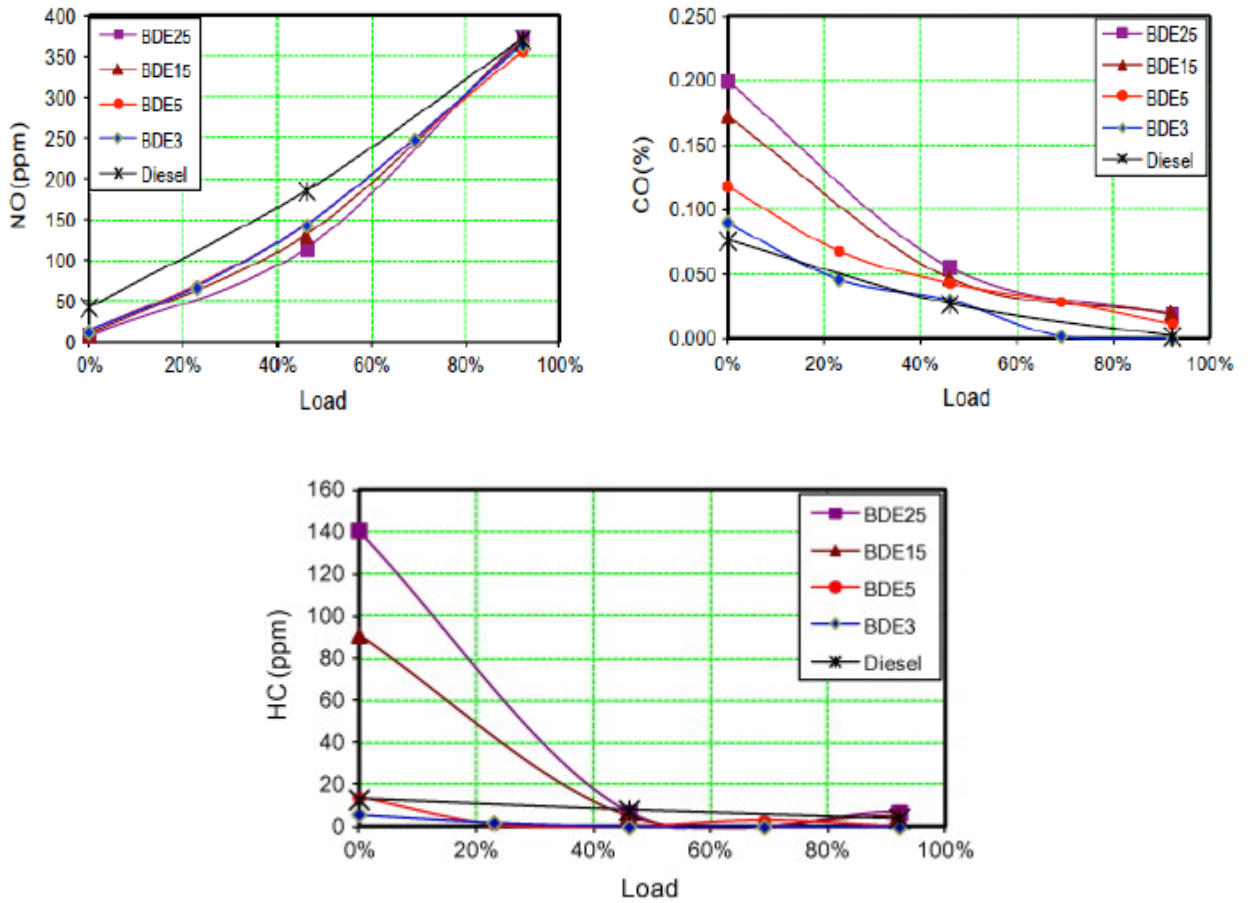 400
350
300
250
200
150
100
50
0
NO (ppm)
BDE25
BDE15
BDE5
BDE3
Diesel
0% 20% 40% 60% 80% 100%
Load
0.250
0.200
0.150
0.100
0.050
0.000
CO(%)
BDE25
BDE15
BDE5
BDE3
Diesel
0% 20% 40% 60% 80% 100%
Load
160
140
120
100
80
60
40
20
0
HC (ppm)
BDE25
BDE15
BDE5
BDE3
Diesel
0% 20% 40% 60% 80% 100%
Load